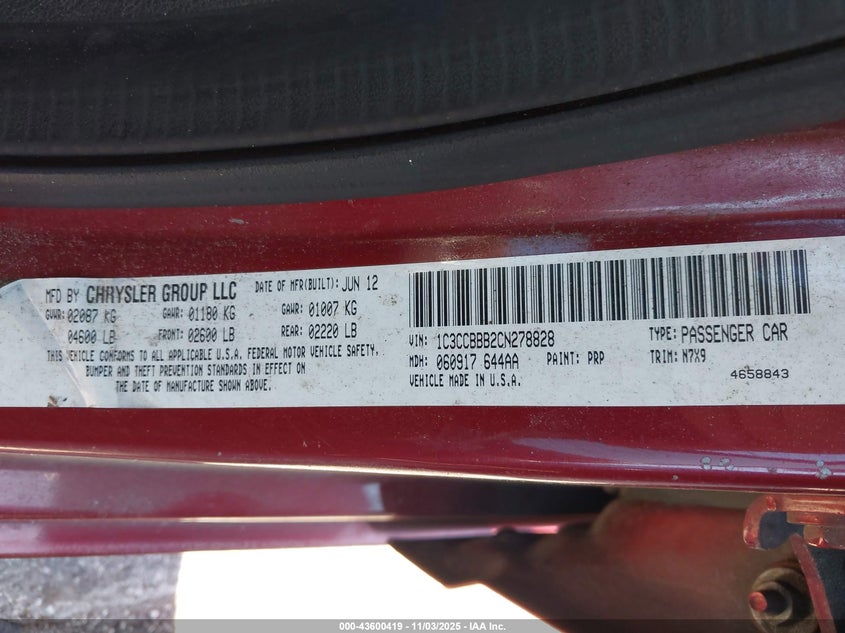 MFD BY CHRYSLER GROUP LLC DATE OF MFR(BUILT): JUN 12
GVWR: 02087 KG GAWR: 01180 KG GAWR: 01007 KG
04600 LB FRONT: 02600 LB REAR: 02220 LB
THIS VEHICLE CONFORMS TO ALL APPLICABLE U.S.A. FEDERAL MOTOR VEHICLE SAFETY,
BUMPER AND THEFT PREVENTION STANDARDS IN EFFECT ON
THE DATE OF MANUFACTURE SHOWN ABOVE.
VIN: 1C3CCBBB2CN278828 TYPE: PASSENGER CAR
MDH: 060917 644AA PAINT: PRP TRIM: N7X9
VEHICLE MADE IN U.S.A. 4658843
000-43600419 - 11/03/2025 - IAA Inc.